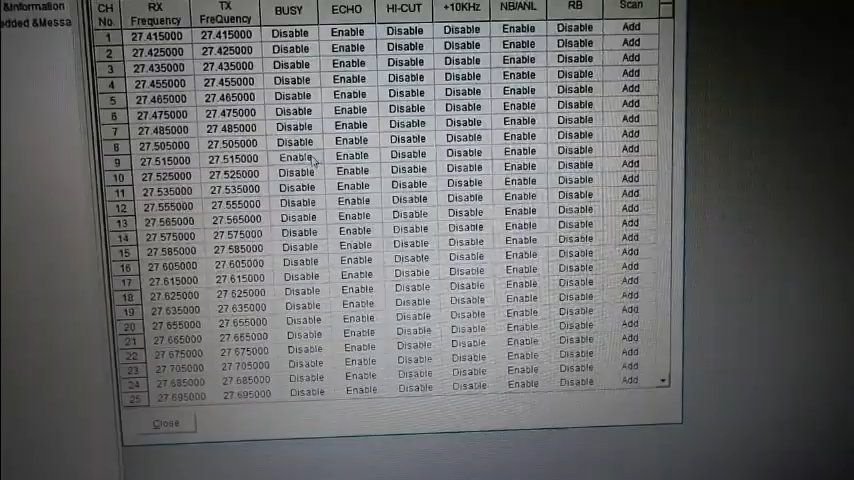 &Information
edded &Messa
CH No. RX Frequency TX FreQuency BUSY ECHO HI-CUT +10KHz NB/ANL RB Scan
1 27.415000 27.415000 Disable Enable Disable Disable Enable Disable Add
2 27.425000 27.425000 Disable Enable Disable Disable Enable Disable Add
3 27.435000 27.435000 Disable Enable Disable Disable Enable Disable Add
4 27.455000 27.455000 Disable Enable Disable Disable Enable Disable Add
5 27.465000 27.465000 Disable Enable Disable Disable Enable Disable Add
6 27.475000 27.475000 Disable Enable Disable Disable Enable Disable Add
7 27.485000 27.485000 Disable Enable Disable Disable Enable Disable Add
8 27.505000 27.505000 Disable Enable Disable Disable Enable Disable Add
9 27.515000 27.515000 Enable Enable Disable Disable Enable Disable Add
10 27.525000 27.525000 Disable Enable Disable Disable Enable Disable Add
11 27.535000 27.535000 Disable Enable Disable Disable Enable Disable Add
12 27.555000 27.555000 Disable Enable Disable Disable Enable Disable Add
13 27.565000 27.565000 Disable Enable Disable Disable Enable Disable Add
14 27.575000 27.575000 Disable Enable Disable Disable Enable Disable Add
15 27.585000 27.585000 Disable Enable Disable Disable Enable Disable Add
16 27.605000 27.605000 Disable Enable Disable Disable Enable Disable Add
17 27.615000 27.615000 Disable Enable Disable Disable Enable Disable Add
18 27.625000 27.625000 Disable Enable Disable Disable Enable Disable Add
19 27.635000 27.635000 Disable Enable Disable Disable Enable Disable Add
20 27.655000 27.655000 Disable Enable Disable Disable Enable Disable Add
21 27.665000 27.665000 Disable Enable Disable Disable Enable Disable Add
22 27.675000 27.675000 Disable Enable Disable Disable Enable Disable Add
23 27.705000 27.705000 Disable Enable Disable Disable Enable Disable Add
24 27.685000 27.685000 Disable Enable Disable Disable Enable Disable Add
25 27.695000 27.695000 Disable Enable Disable Disable Enable Disable Add
Close